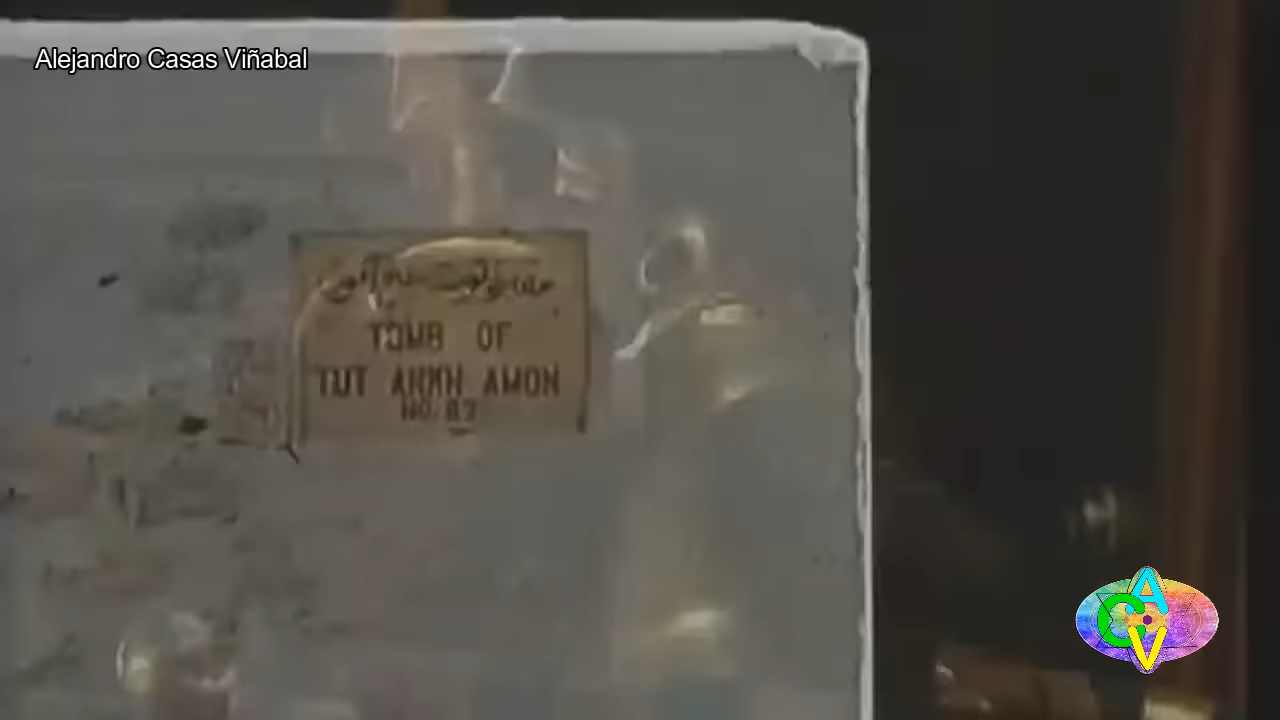 Alejandro Casas Viñabal
TOMB OF
TUT ANKH AMON
NO. 62
A
C
V